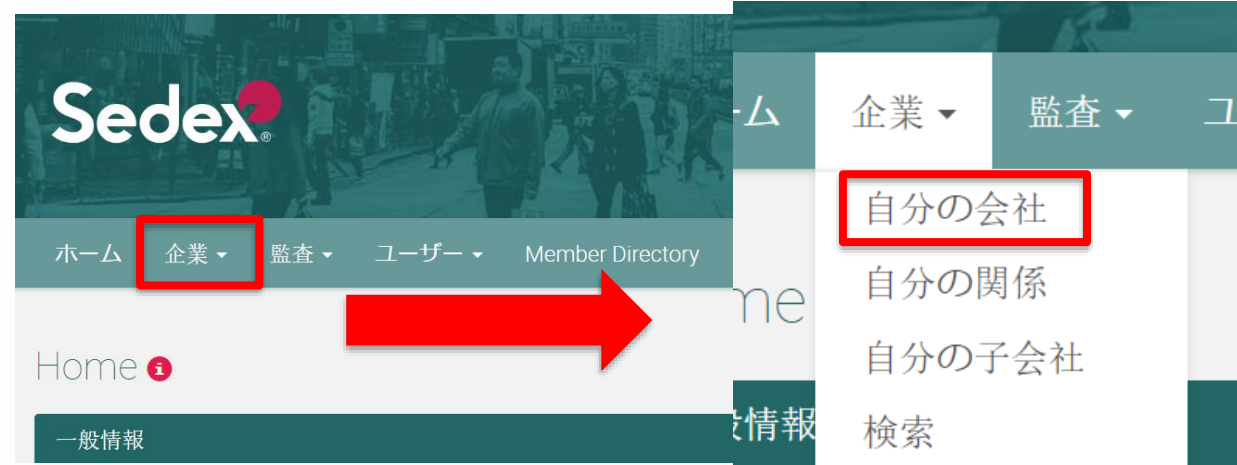 Sedex®
ホーム 企業 監査 ユーザー Member Directory
Home
一般情報
ーム 企業 監査 ユ
自分の会社
自分の関係
me
自分の子会社
情報
検索